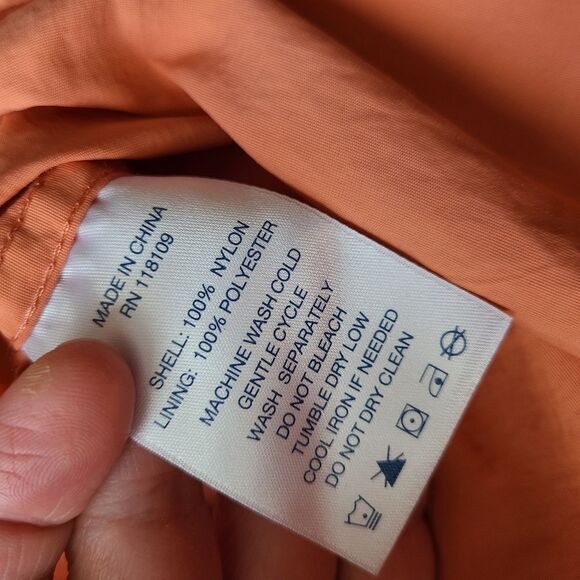 MADE IN CHINA
RN 118109
SHELL: 100% NYLON
LINING: 100% POLYESTER
MACHINE WASH COLD
GENTLE CYCLE
WASH SEPARATELY
DO NOT BLEACH
TUMBLE DRY LOW
COOL IRON IF NEEDED
DO NOT DRY CLEAN